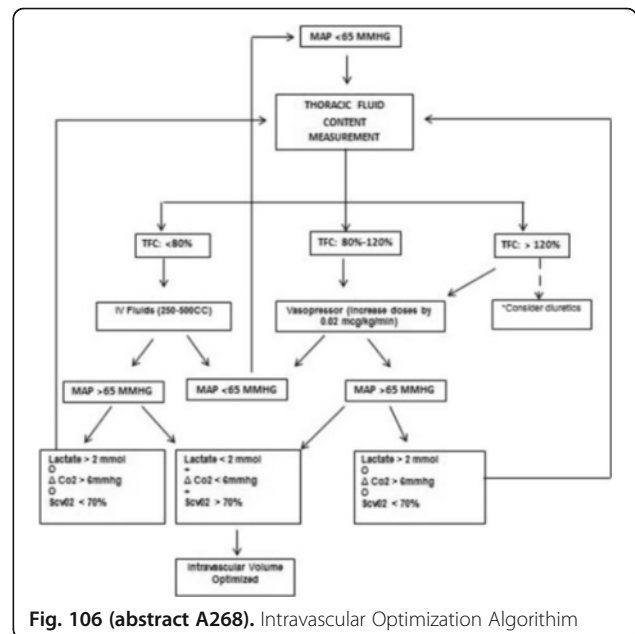 MAP <65 MMHG
THORACIC FLUID
CONTENT
MEASUREMENT
TFC: <80%
TFC: 80%-120%
TFC: > 120%
IV Fluids (250-500CC)
Vasopressor (Increase doses by
0.02 mcg/kg/min)
*Consider diuretics
MAP >65 MMHG
MAP <65 MMHG
MAP >65 MMHG
Lactate > 2 mmol
O
Δ Co2 > 6mmhg
O
Scv02 < 70%
Lactate < 2 mmol
-
Δ Co2 < 6mmhg
-
Scv02 > 70%
Lactate > 2 mmol
O
Δ Co2 > 6mmhg
O
Scv02 < 70%
Intravascular Volume
Optimized
Fig. 106 (abstract A268). Intravascular Optimization Algorithim